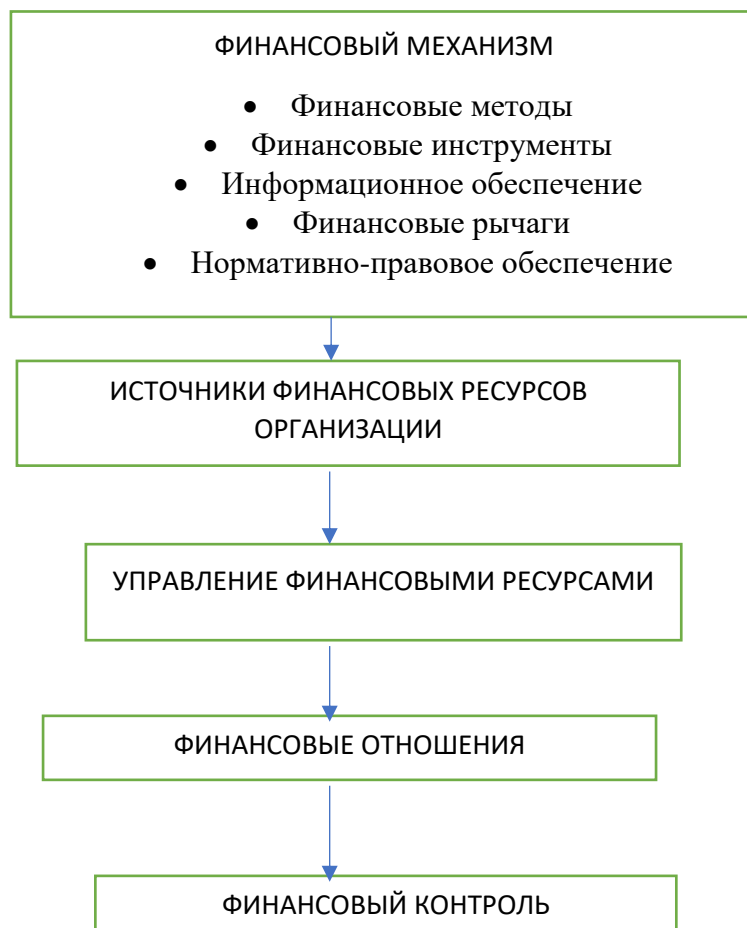 ФИНАНСОВЫЙ МЕХАНИЗМ
• Финансовые методы
• Финансовые инструменты
• Информационное обеспечение
• Финансовые рычаги
• Нормативно-правовое обеспечение
ИСТОЧНИКИ ФИНАНСОВЫХ РЕСУРСОВ
ОРГАНИЗАЦИИ
УПРАВЛЕНИЕ ФИНАНСОВЫМИ РЕСУРСАМИ
ФИНАНСОВЫЕ ОТНОШЕНИЯ
ФИНАНСОВЫЙ КОНТРОЛЬ